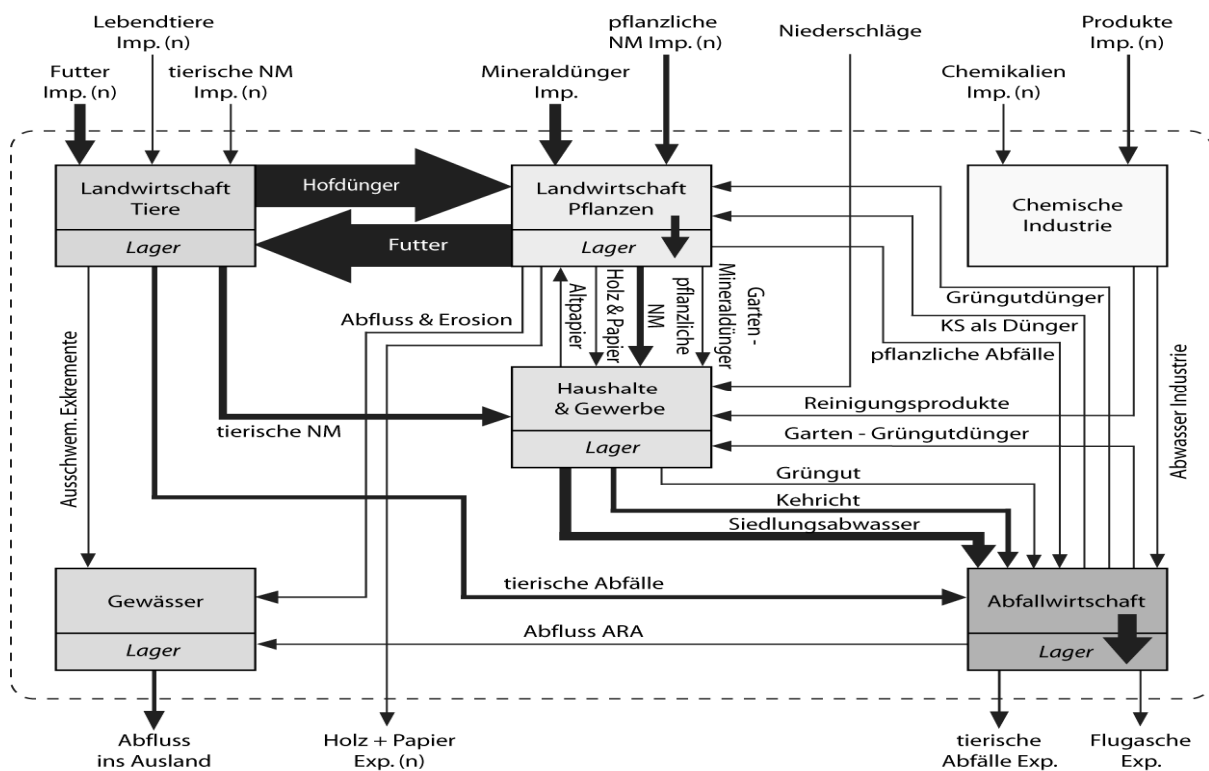 Lebendtiere
Imp. (n)
pflanzliche
NM Imp. (n)
Niederschläge
Produkte
Imp. (n)
Futter
Imp. (n)
tierische NM
Imp. (n)
Mineraldünger
Imp.
Chemikalien
Imp. (n)
Landwirtschaft
Tiere
Lager
Hofdünger
Futter
Landwirtschaft
Pflanzen
Lager
Chemische
Industrie
Abfluss & Erosion
Altpapier
Holz & Papier
pflanzliche
NM
Garten -
Mineraldünger
Grüngutdünger
KS als Dünger
pflanzliche Abfälle
Ausschwem. Exkremente
tierische NM
Haushalte
& Gewerbe
Lager
Reinigungsprodukte
Garten - Grüngutdünger
Abwasser Industrie
Grüngut
Kehricht
Siedlungsabwasser
tierische Abfälle
Gewässer
Lager
Abfluss ARA
Abfallwirtschaft
Lager
Abfluss
ins Ausland
Holz + Papier
Exp. (n)
tierische
Abfälle Exp.
Flugasche
Exp.